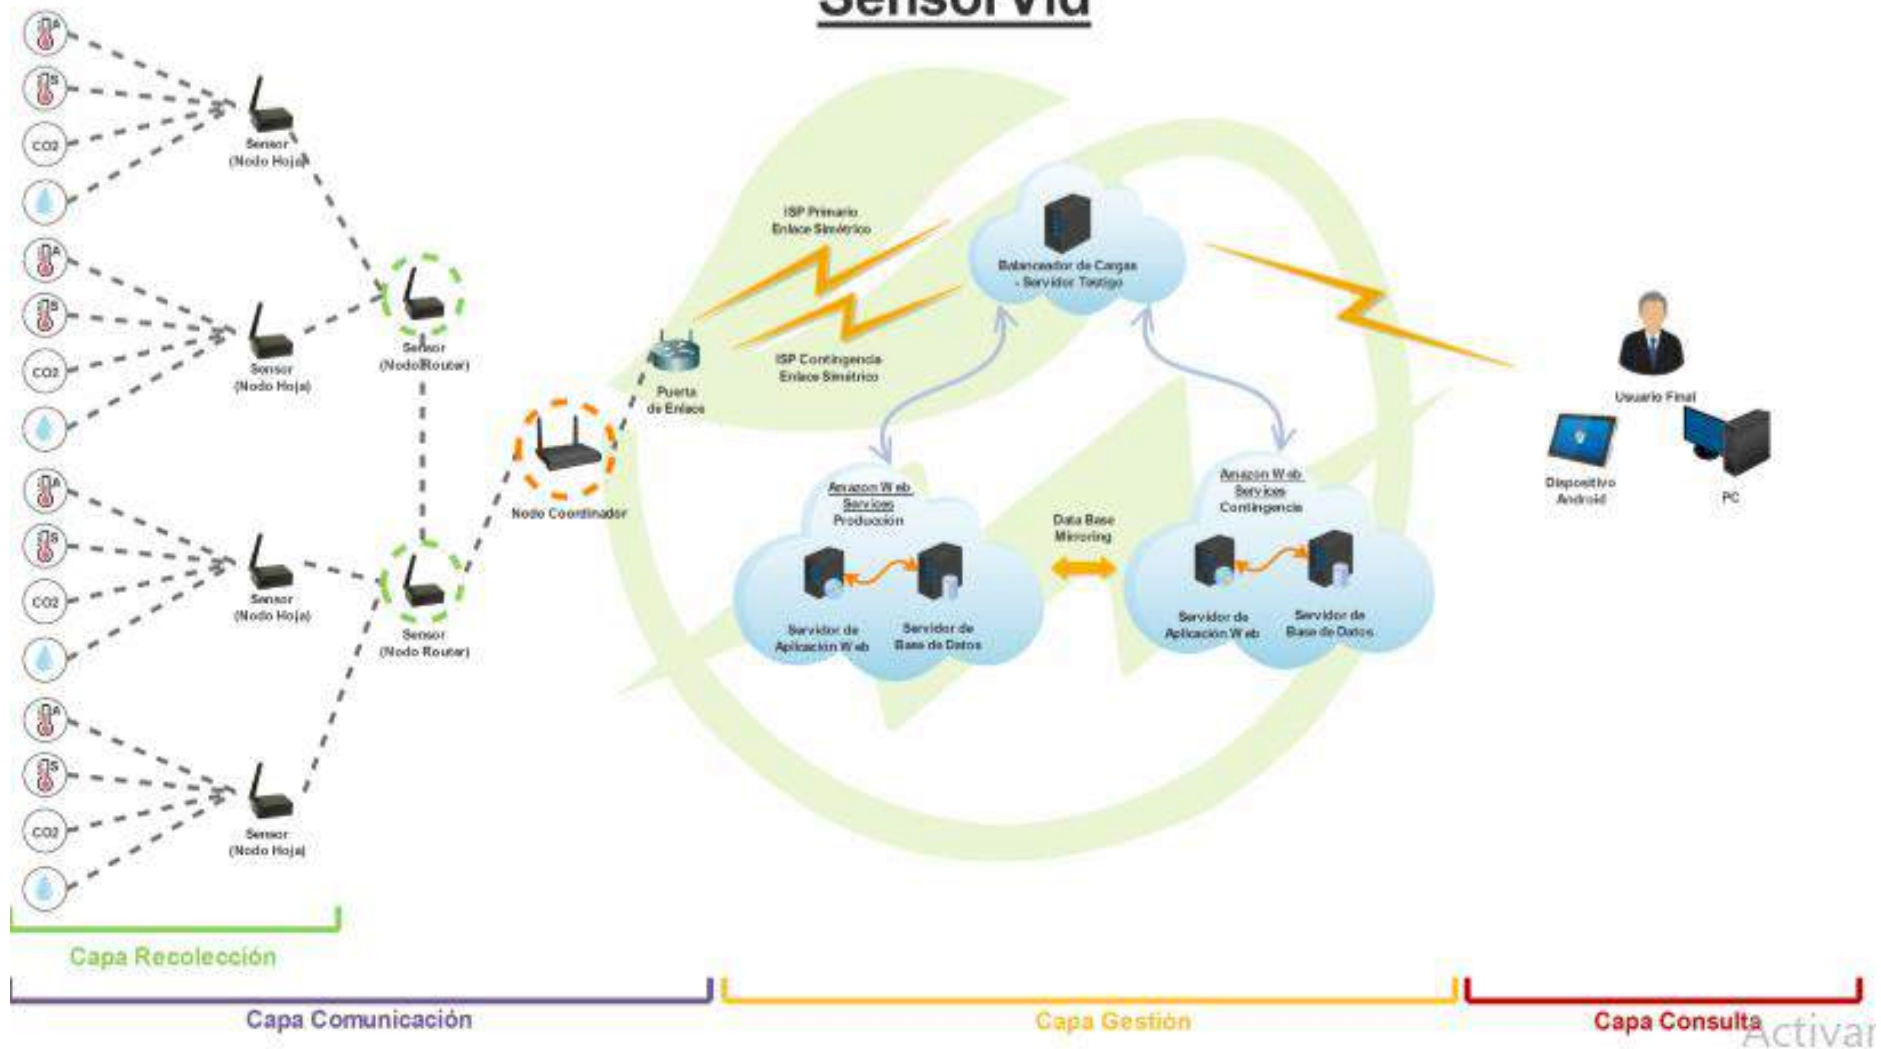 SensorVid
A
S
CO2
Sensor
(Nodo Hoja)
A
S
CO2
Sensor
(Nodo Hoja)
A
S
CO2
Sensor
(Nodo Hoja)
A
S
CO2
Sensor
(Nodo Hoja)
Sensor
(Nodo Router)
Sensor
(Nodo Router)
Nodo Coordinador
Puerta
de Enlace
ISP Primario
Enlace Simétrico
ISP Contingencia
Enlace Simétrico
Balanceador de Cargas
- Servidor Testigo
Amazon Web
Services
Producción
Servidor de
Aplicación Web
Servidor de
Base de Datos
Data Base
Mirroring
Amazon Web
Services
Contingencia
Servidor de
Aplicación Web
Servidor de
Base de Datos
Usuario Final
Dispositivo
Android
PC
Capa Recolección
Capa Comunicación
Capa Gestión
Capa Consulta
Activar